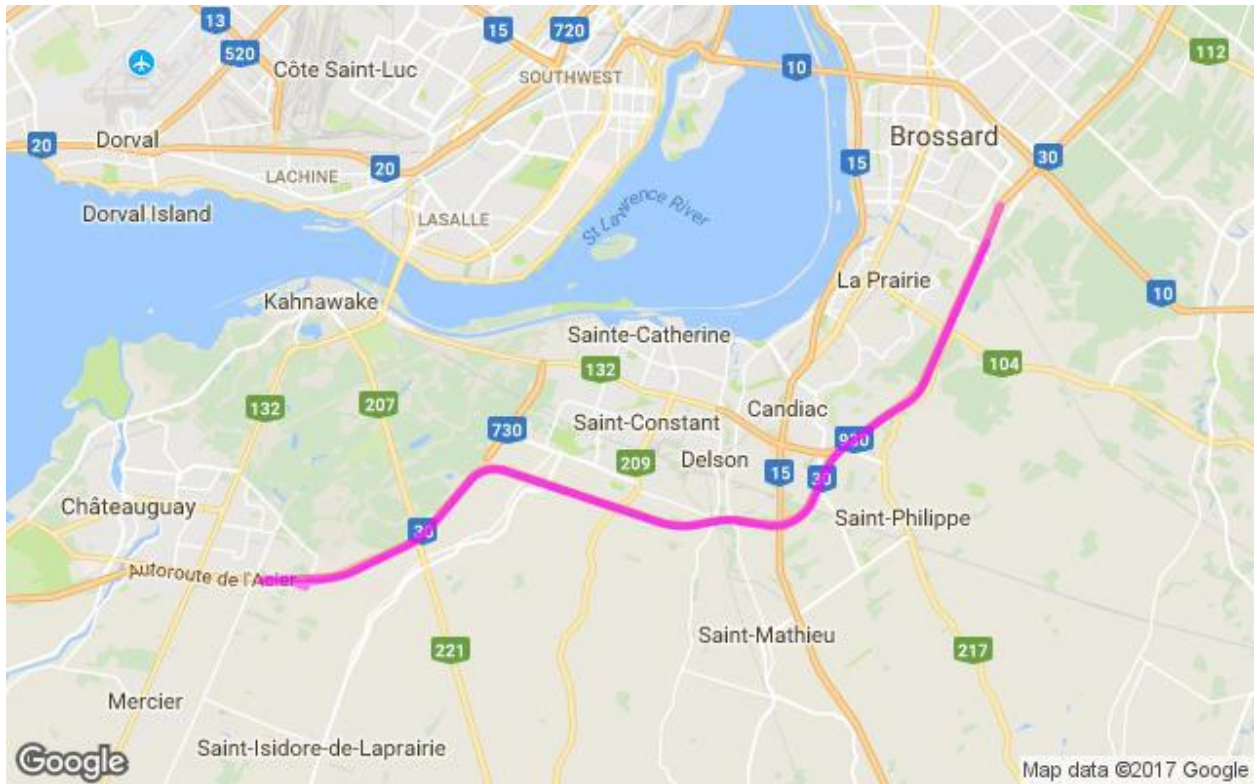 13
15
720
112
520
Côte Saint-Luc
SOUTHWEST
10
20
Dorval
Brossard
30
LACHINE
20
15
Dorval Island
LASALLE
St Lawrence River
La Prairie
10
Kahnawake
Sainte-Catherine
132
104
132
207
Candiac
730
Saint-Constant
930
209
Delson
15
30
Châteauguay
Saint-Philippe
30
Autoroute de l'Acier
Saint-Mathieu
221
217
Mercier
Saint-Isidore-de-Laprairie
Google
Map data ©2017 Google